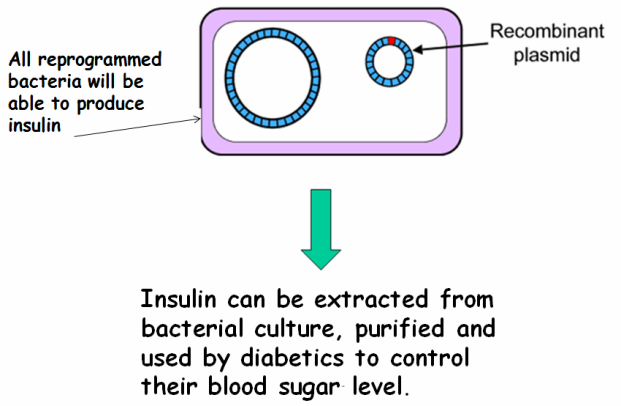 Recombinant
plasmid
All reprogrammed
bacteria will be
able to produce
insulin
Insulin can be extracted from
bacterial culture, purified and
used by diabetics to control
their blood sugar level.